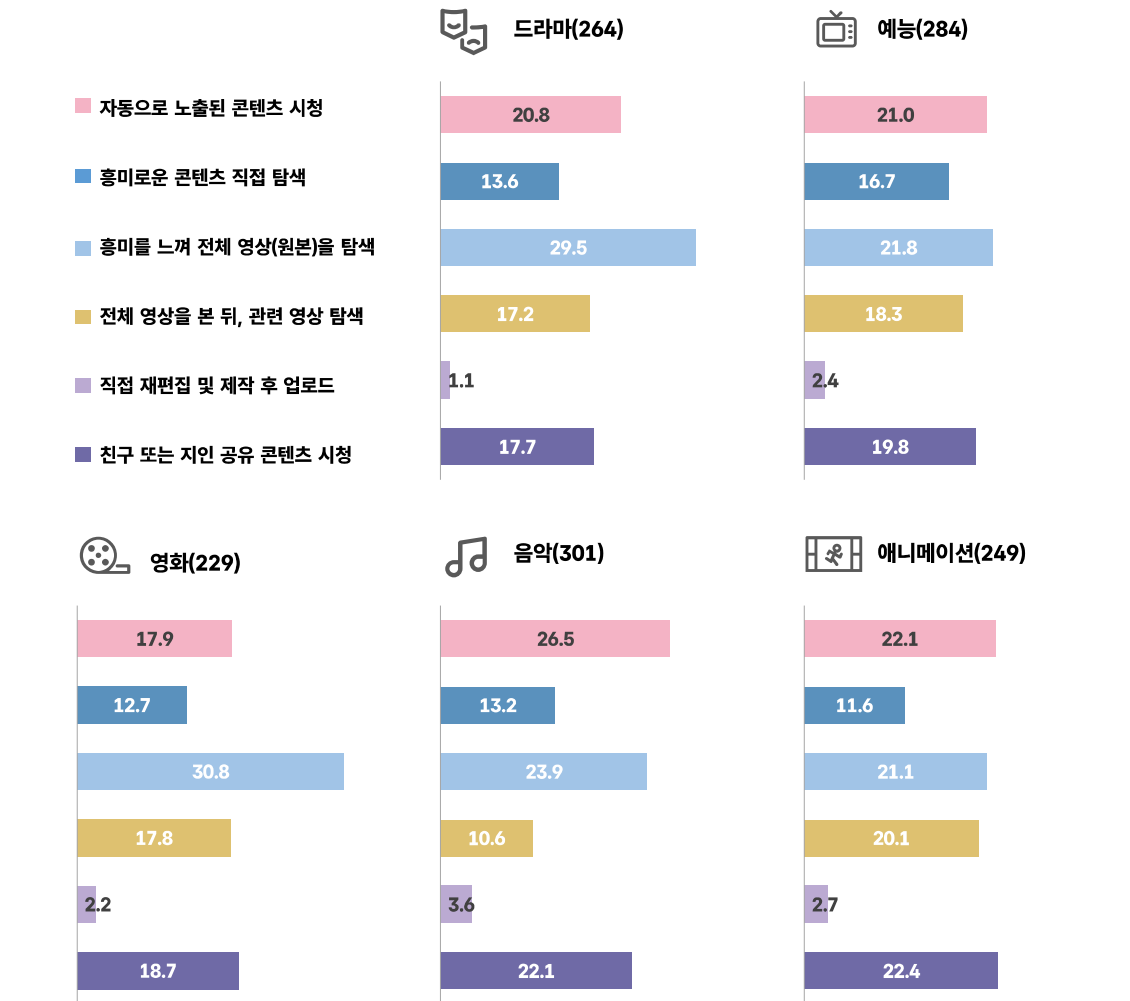 드라마(264)
예능(284)
자동으로 노출된 콘텐츠 시청
흥미로운 콘텐츠 직접 탐색
흥미를 느껴 전체 영상(원본)을 탐색
전체 영상을 본 뒤, 관련 영상 탐색
직접 재편집 및 제작 후 업로드
친구 또는 지인 공유 콘텐츠 시청
20.8
13.6
29.5
17.2
1.1
17.7
21.0
16.7
21.8
18.3
2.4
19.8
영화(229)
17.9
12.7
30.8
17.8
2.2
18.7
음악(301)
26.5
13.2
23.9
10.6
3.6
22.1
애니메이션(249)
22.1
11.6
21.1
20.1
2.7
22.4